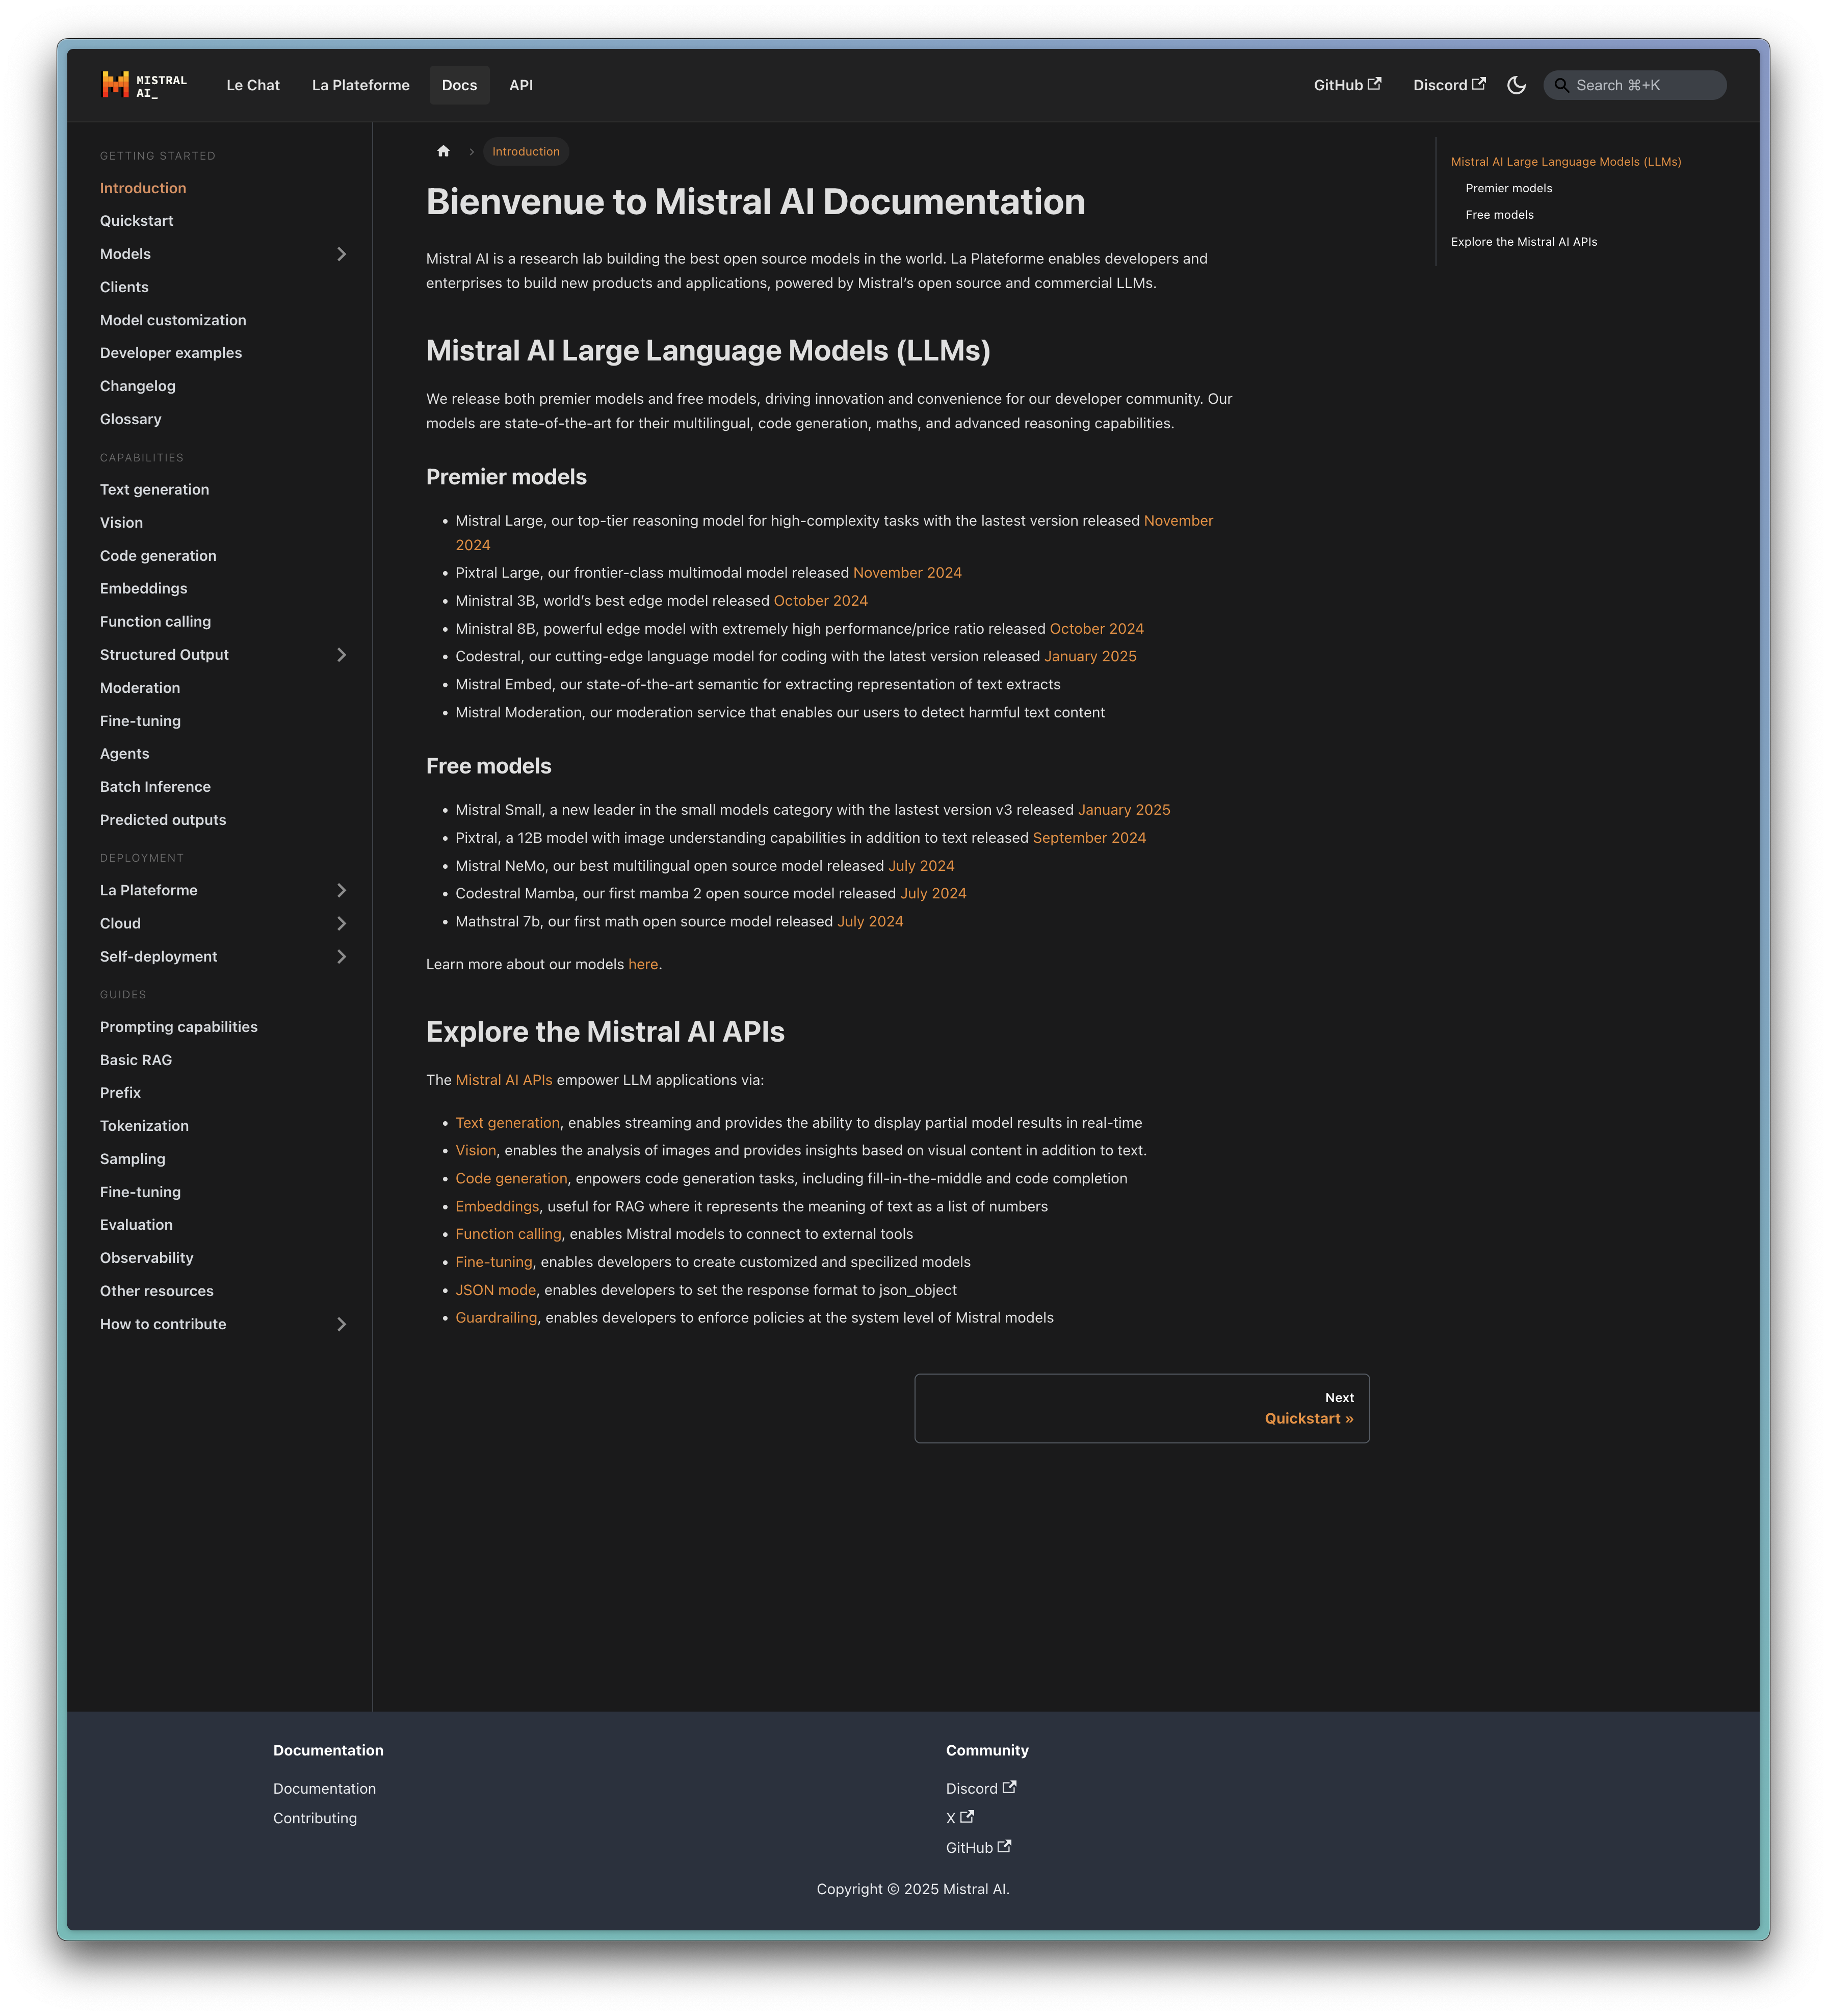 MISTRAL
AI_
Le Chat
La Plateforme
Docs
API
GitHub
Discord
Search ⌘+K
GETTING STARTED
Introduction
Quickstart
Models
Clients
Model customization
Developer examples
Changelog
Glossary
CAPABILITIES
Text generation
Vision
Code generation
Embeddings
Function calling
Structured Output
Moderation
Fine-tuning
Agents
Batch Inference
Predicted outputs
DEPLOYMENT
La Plateforme
Cloud
Self-deployment
GUIDES
Prompting capabilities
Basic RAG
Prefix
Tokenization
Sampling
Fine-tuning
Evaluation
Observability
Other resources
How to contribute
Introduction
Bienvenue to Mistral AI Documentation
Mistral AI is a research lab building the best open source models in the world. La Plateforme enables developers and
enterprises to build new products and applications, powered by Mistral’s open source and commercial LLMs.
Mistral AI Large Language Models (LLMs)
We release both premier models and free models, driving innovation and convenience for our developer community. Our
models are state-of-the-art for their multilingual, code generation, maths, and advanced reasoning capabilities.
Premier models
• Mistral Large, our top-tier reasoning model for high-complexity tasks with the lastest version released November
2024
• Pixtral Large, our frontier-class multimodal model released November 2024
• Ministral 3B, world’s best edge model released October 2024
• Ministral 8B, powerful edge model with extremely high performance/price ratio released October 2024
• Codestral, our cutting-edge language model for coding with the latest version released January 2025
• Mistral Embed, our state-of-the-art semantic for extracting representation of text extracts
• Mistral Moderation, our moderation service that enables our users to detect harmful text content
Free models
• Mistral Small, a new leader in the small models category with the lastest version v3 released January 2025
• Pixtral, a 12B model with image understanding capabilities in addition to text released September 2024
• Mistral NeMo, our best multilingual open source model released July 2024
• Codestral Mamba, our first mamba 2 open source model released July 2024
• Mathstral 7b, our first math open source model released July 2024
Learn more about our models here.
Explore the Mistral AI APIs
The Mistral AI APIs empower LLM applications via:
• Text generation, enables streaming and provides the ability to display partial model results in real-time
• Vision, enables the analysis of images and provides insights based on visual content in addition to text.
• Code generation, enpowers code generation tasks, including fill-in-the-middle and code completion
• Embeddings, useful for RAG where it represents the meaning of text as a list of numbers
• Function calling, enables Mistral models to connect to external tools
• Fine-tuning, enables developers to create customized and specilized models
• JSON mode, enables developers to set the response format to json_object
• Guardrailing, enables developers to enforce policies at the system level of Mistral models
Next
Quickstart »
Mistral AI Large Language Models (LLMs)
Premier models
Free models
Explore the Mistral AI APIs
Documentation
Documentation
Contributing
Community
Discord
X
GitHub
Copyright © 2025 Mistral AI.